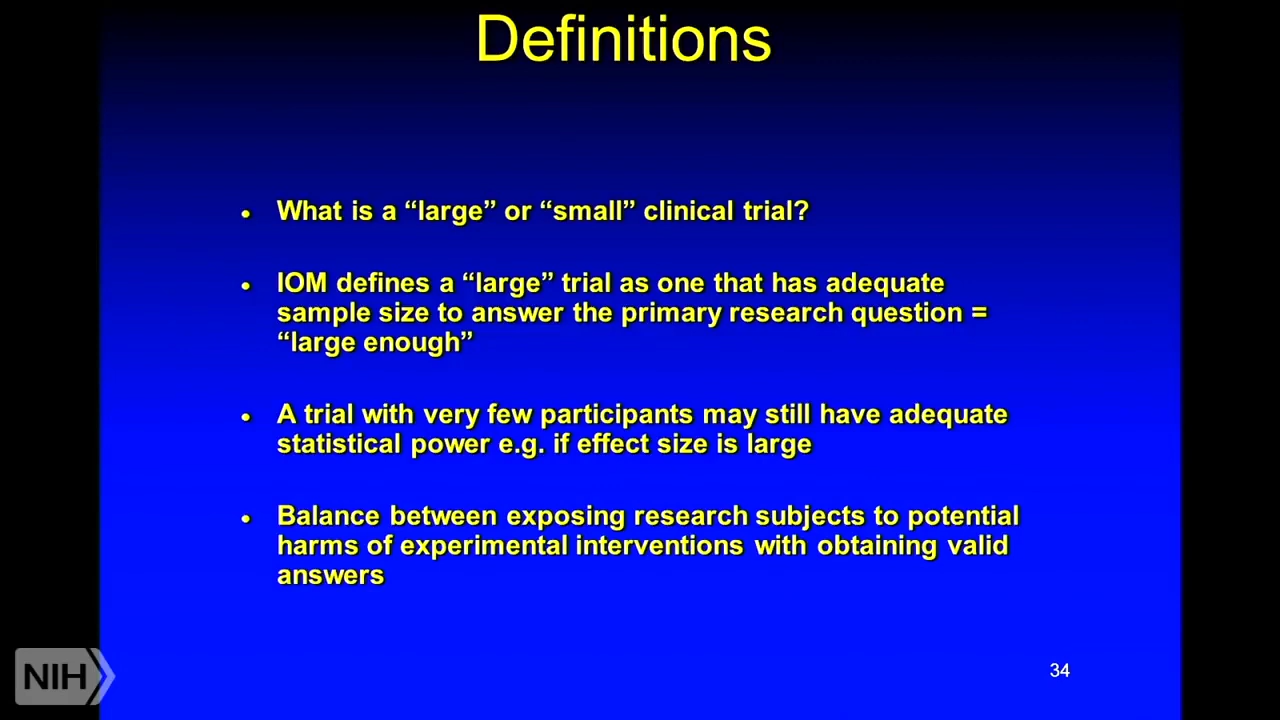 Definitions
• What is a “large” or “small” clinical trial?
• IOM defines a “large” trial as one that has adequate
sample size to answer the primary research question =
“large enough”
• A trial with very few participants may still have adequate
statistical power e.g. if effect size is large
• Balance between exposing research subjects to potential
harms of experimental interventions with obtaining valid
answers
NIH
34